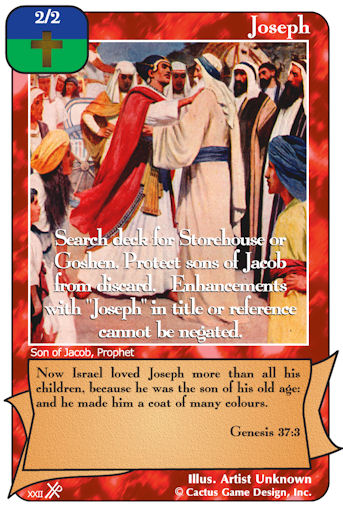 2/2
Joseph
Search deck for Storehouse or
Goshen. Protect sons of Jacob
from discard. Enhancements
with "Joseph" in title or reference
cannot be negated.
Son of Jacob, Prophet
Now Israel loved Joseph more than all his
children, because he was the son of his old age:
and he made him a coat of many colours.
Genesis 37:3
Illus. Artist Unknown
XXII
© Cactus Game Design, Inc.